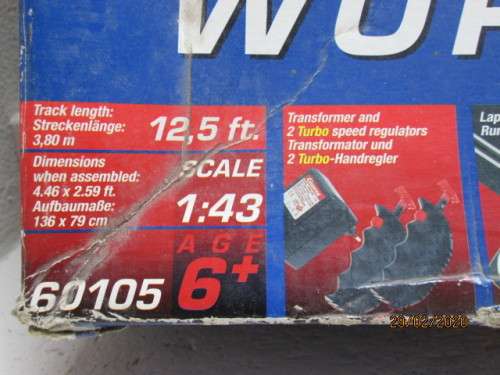 WOR
Track length:
Streckenlänge:
3,80 m
12,5 ft.
Dimensions
when assembled:
4.46 x 2.59 ft.
Aufbaumaße:
136 x 79 cm
SCALE
1:43
AGE
6+
60105
Transformer and
2 Turbo speed regulators
Transformator und
2 Turbo-Handregler
Lap
Run
29/02/2020